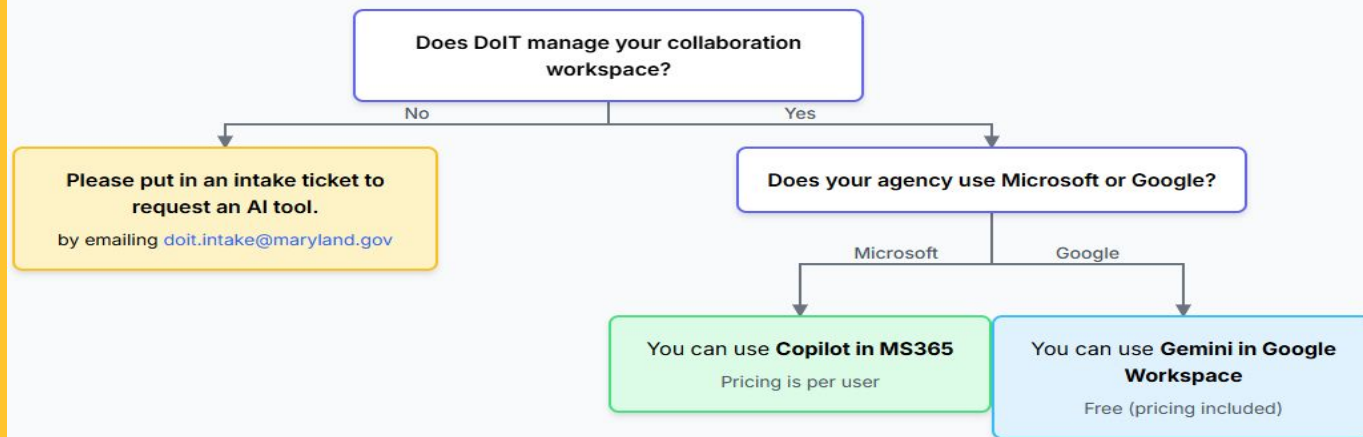 Does DoIT manage your collaboration
workspace?
No
Yes
Please put in an intake ticket to
request an AI tool.
by emailing doit.intake@maryland.gov
Does your agency use Microsoft or Google?
Microsoft
Google
You can use Copilot in MS365
Pricing is per user
You can use Gemini in Google
Workspace
Free (pricing included)